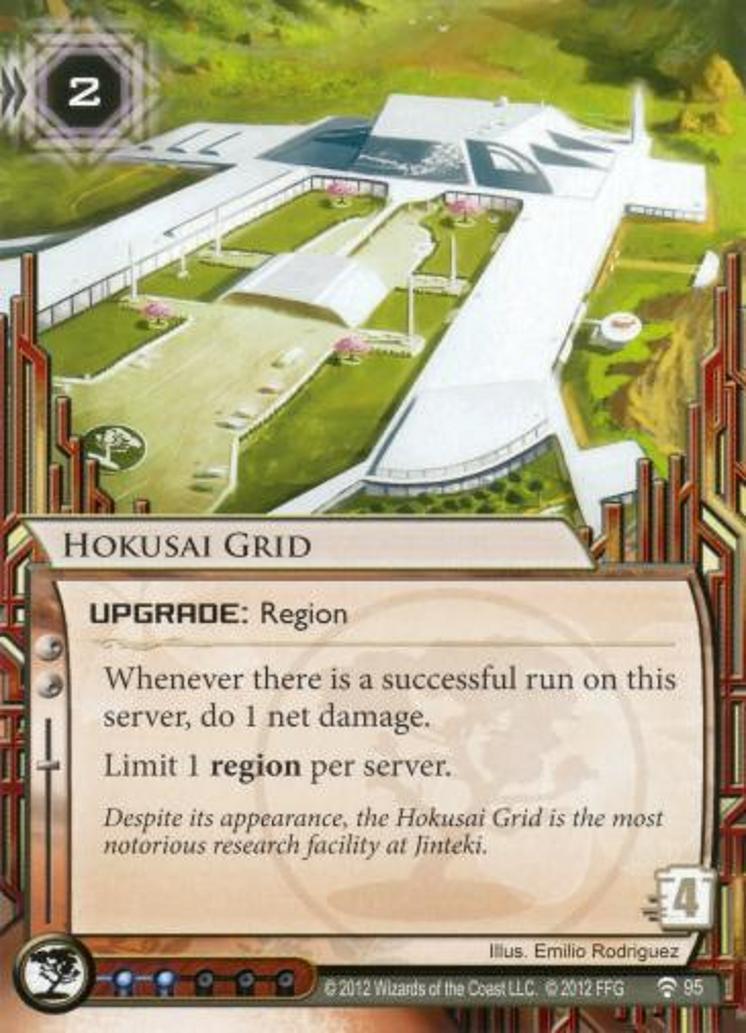 2
HOKUSAI GRID
UPGRADE: Region
Whenever there is a successful run on this
server, do 1 net damage.
Limit 1 region per server.
Despite its appearance, the Hokusai Grid is the most
notorious research facility at Jinteki.
4
Illus. Emilio Rodriguez
© 2012 Wizards of the Coast LLC. © 2012 FFG 95